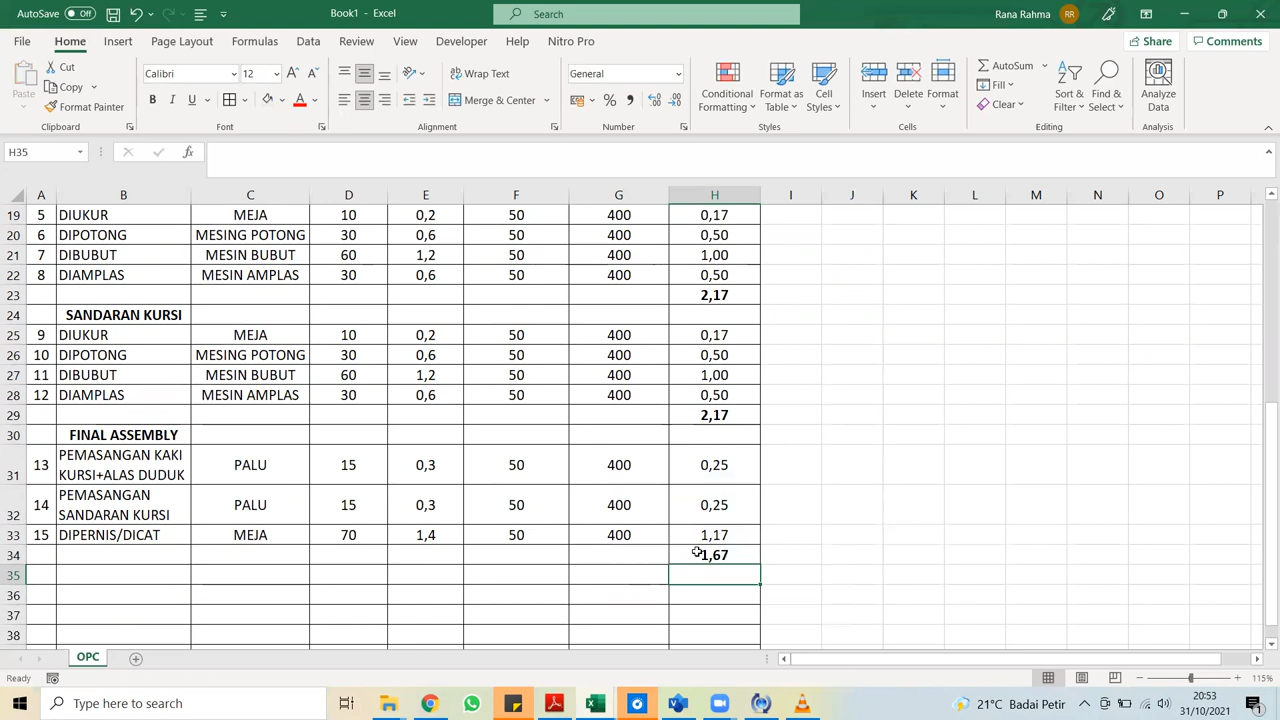 AutoSave Off Book1 - Excel Search Rana Rahma RR
File Home Insert Page Layout Formulas Data Review View Developer Help Nitro Pro Share Comments
Paste Cut Copy Format Painter Clipboard
Calibri 12 B I U A Font
Wrap Text Merge & Center Alignment
General % Number
Conditional Formatting Format as Table Cell Styles Styles
Insert Delete Format Cells
AutoSum Fill Clear Sort & Filter Find & Select Editing
Analyze Data Analysis
H35 fx
A B C D E F G H I J K L M N O P
19 5 DIUKUR MEJA 10 0,2 50 400 0,17
20 6 DIPOTONG MESING POTONG 30 0,6 50 400 0,50
21 7 DIBUBUT MESIN BUBUT 60 1,2 50 400 1,00
22 8 DIAMPLAS MESIN AMPLAS 30 0,6 50 400 0,50
23 2,17
24 SANDARAN KURSI
25 9 DIUKUR MEJA 10 0,2 50 400 0,17
26 10 DIPOTONG MESING POTONG 30 0,6 50 400 0,50
27 11 DIBUBUT MESIN BUBUT 60 1,2 50 400 1,00
28 12 DIAMPLAS MESIN AMPLAS 30 0,6 50 400 0,50
29 2,17
30 FINAL ASSEMBLY
PEMASANGAN KAKI
31 13 KURSI+ALAS DUDUK PALU 15 0,3 50 400 0,25
PEMASANGAN
32 14 SANDARAN KURSI PALU 15 0,3 50 400 0,25
33 15 DIPERNIS/DICAT MEJA 70 1,4 50 400 1,17
34 1,67
35
36
37
38
OPC
Ready 115%
Type here to search 21°C Badai Petir 20:53
31/10/2021 1